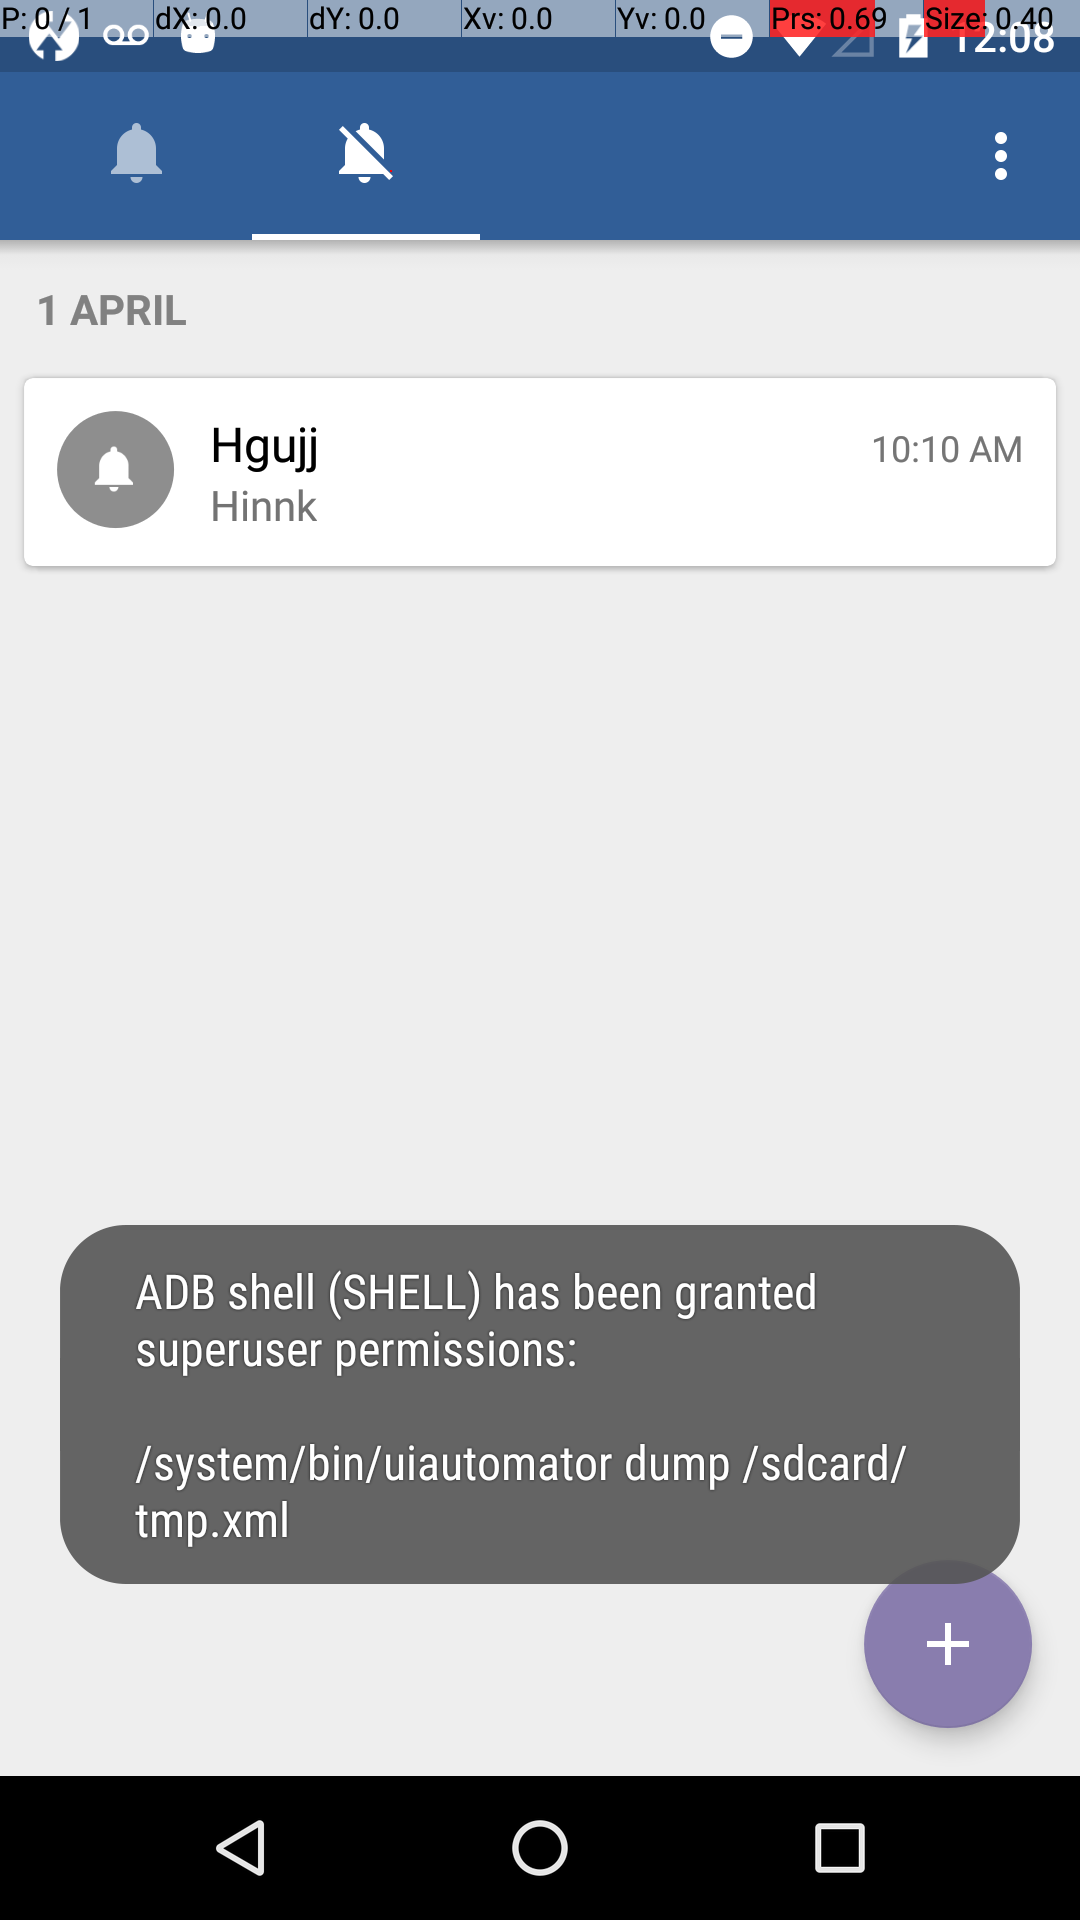 P: 0 / 1 dX: 0.0 dY: 0.0 Xv: 0.0 Yv: 0.0 Prs: 0.69 Size: 0.40
12:08
1 APRIL
Hgujj 10:10 AM
Hinnk
ADB shell (SHELL) has been granted
superuser permissions:
/system/bin/uiautomator dump /sdcard/
tmp.xml